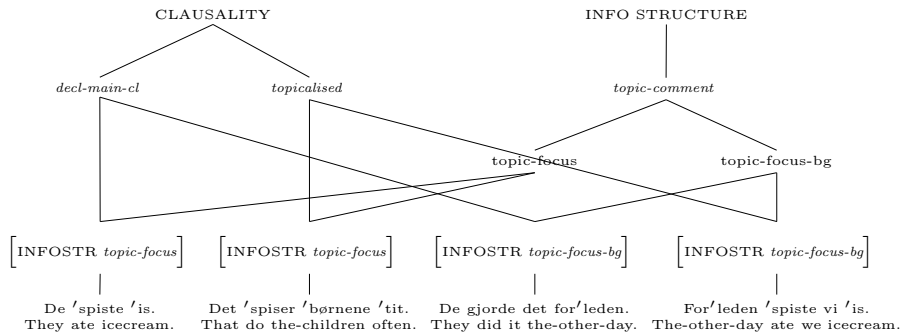 CLAUSALITY INFO STRUCTURE
decl-main-cl topicalised topic-comment
topic-focus topic-focus-bg
[INFOSTR topic-focus] [INFOSTR topic-focus] [INFOSTR topic-focus-bg] [INFOSTR topic-focus-bg]
De ′spiste ′is. Det ′spiser ′børnene ′tit. De gjorde det for′leden. For′leden ′spiste vi ′is.
They ate icecream. That do the-children often. They did it the-other-day. The-other-day ate we icecream.